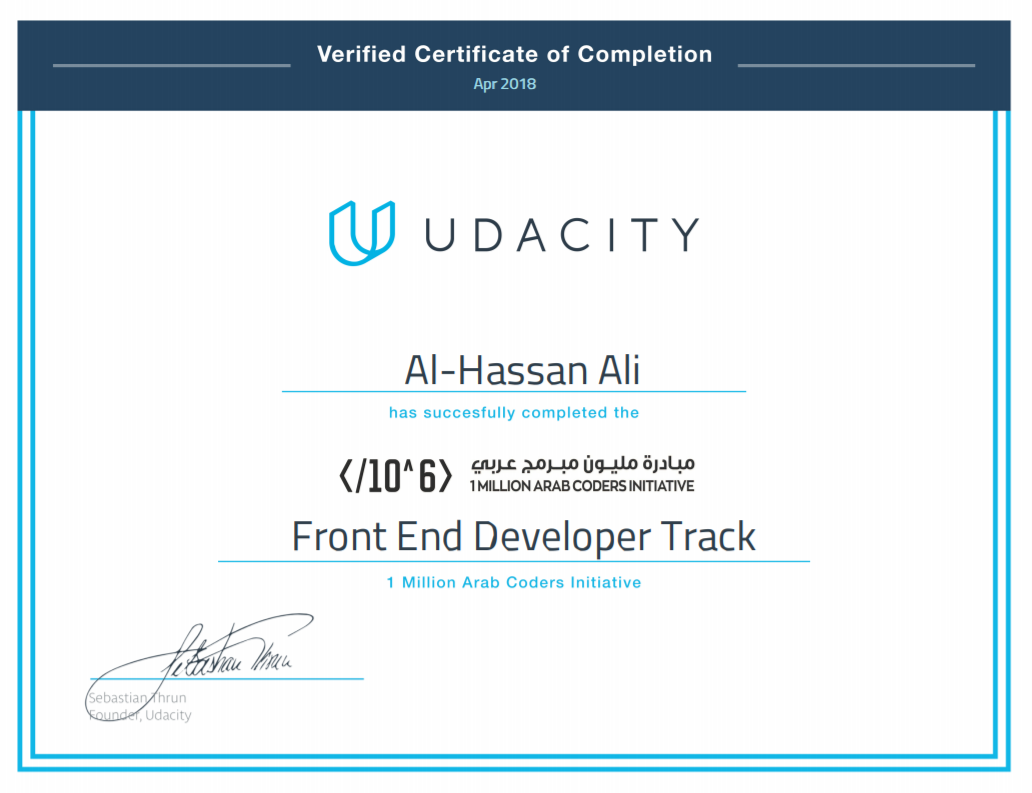 Verified Certificate of Completion
Apr 2018
UDACITY
Al-Hassan Ali
has succesfully completed the
</10^6>
مبادرة مليون مبرمج عربي
1 MILLION ARAB CODERS INITIATIVE
Front End Developer Track
1 Million Arab Coders Initiative
Sebastian Thrun
Sebastian Thrun
Founder, Udacity